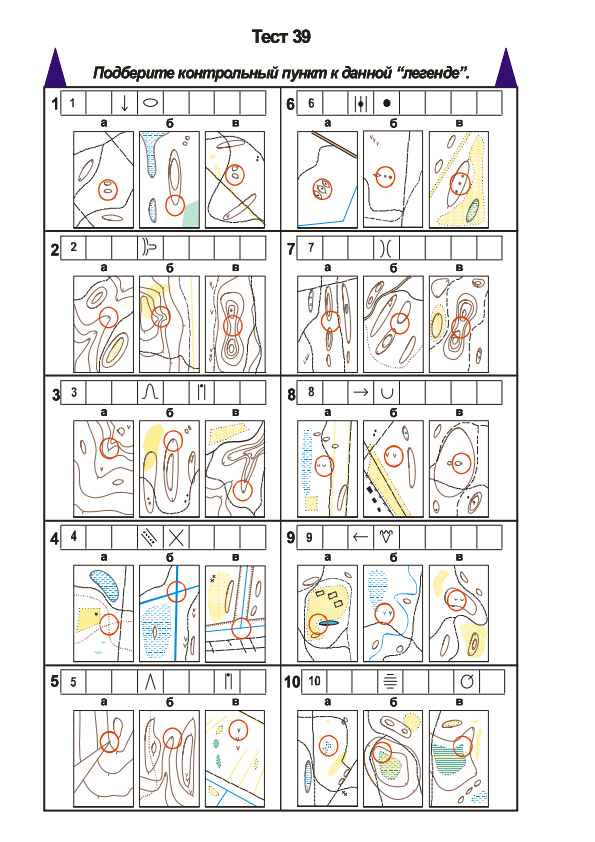 Тест 39
Подберите контрольный пункт к данной “легенде”.
1 1
а б в
6 6
а б в
2 2
а б в
7 7
а б в
3 3
а б в
8 8
а б в
4 4
а б в
9 9
а б в
5 5
а б в
10 10
а б в